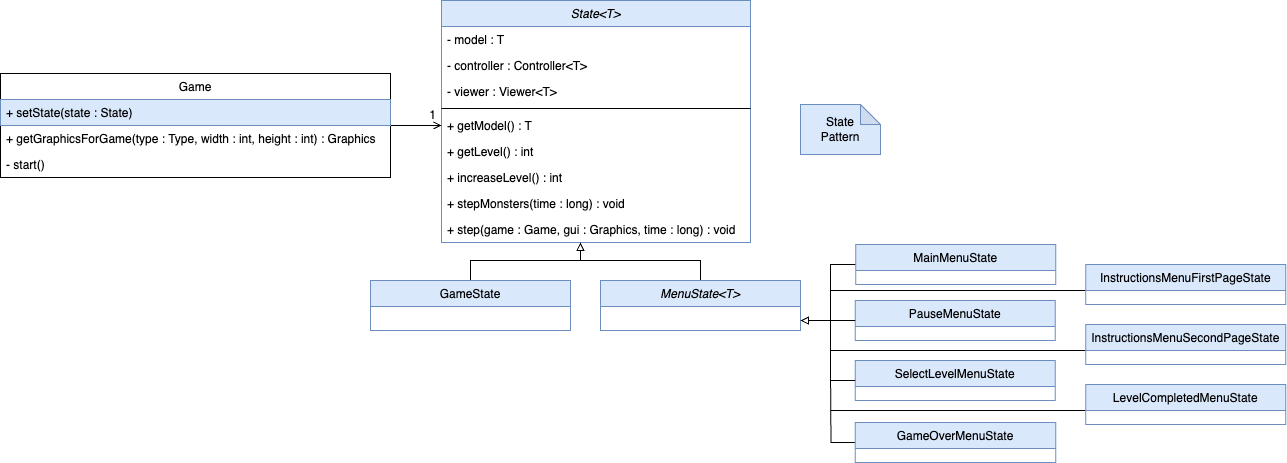 State<T>
- model : T
- controller : Controller<T>
- viewer : Viewer<T>
+ getModel() : T
+ getLevel() : int
+ increaseLevel() : int
+ stepMonsters(time : long) : void
+ step(game : Game, gui : Graphics, time : long) : void
Game
+ setState(state : State)
+ getGraphicsForGame(type : Type, width : int, height : int) : Graphics
- start()
1
State
Pattern
GameState
MenuState<T>
MainMenuState
PauseMenuState
SelectLevelMenuState
GameOverMenuState
InstructionsMenuFirstPageState
InstructionsMenuSecondPageState
LevelCompletedMenuState